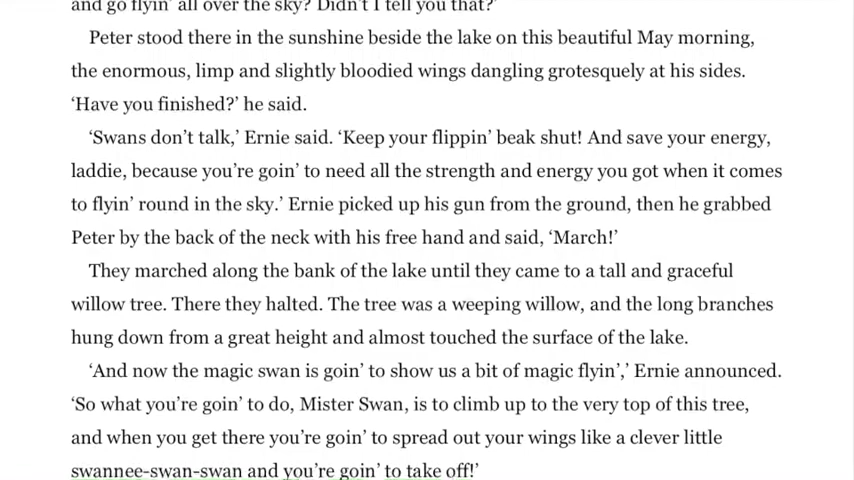 and go flyin’ all over the sky? Didn’t I tell you that?’
Peter stood there in the sunshine beside the lake on this beautiful May morning,
the enormous, limp and slightly bloodied wings dangling grotesquely at his sides.
‘Have you finished?’ he said.
‘Swans don’t talk,’ Ernie said. ‘Keep your flippin’ beak shut! And save your energy,
laddie, because you’re goin’ to need all the strength and energy you got when it comes
to flyin’ round in the sky.’ Ernie picked up his gun from the ground, then he grabbed
Peter by the back of the neck with his free hand and said, ‘March!’
They marched along the bank of the lake until they came to a tall and graceful
willow tree. There they halted. The tree was a weeping willow, and the long branches
hung down from a great height and almost touched the surface of the lake.
‘And now the magic swan is goin’ to show us a bit of magic flyin’,’ Ernie announced.
‘So what you’re goin’ to do, Mister Swan, is to climb up to the very top of this tree,
and when you get there you’re goin’ to spread out your wings like a clever little
swannee-swan-swan and you’re goin’ to take off!’